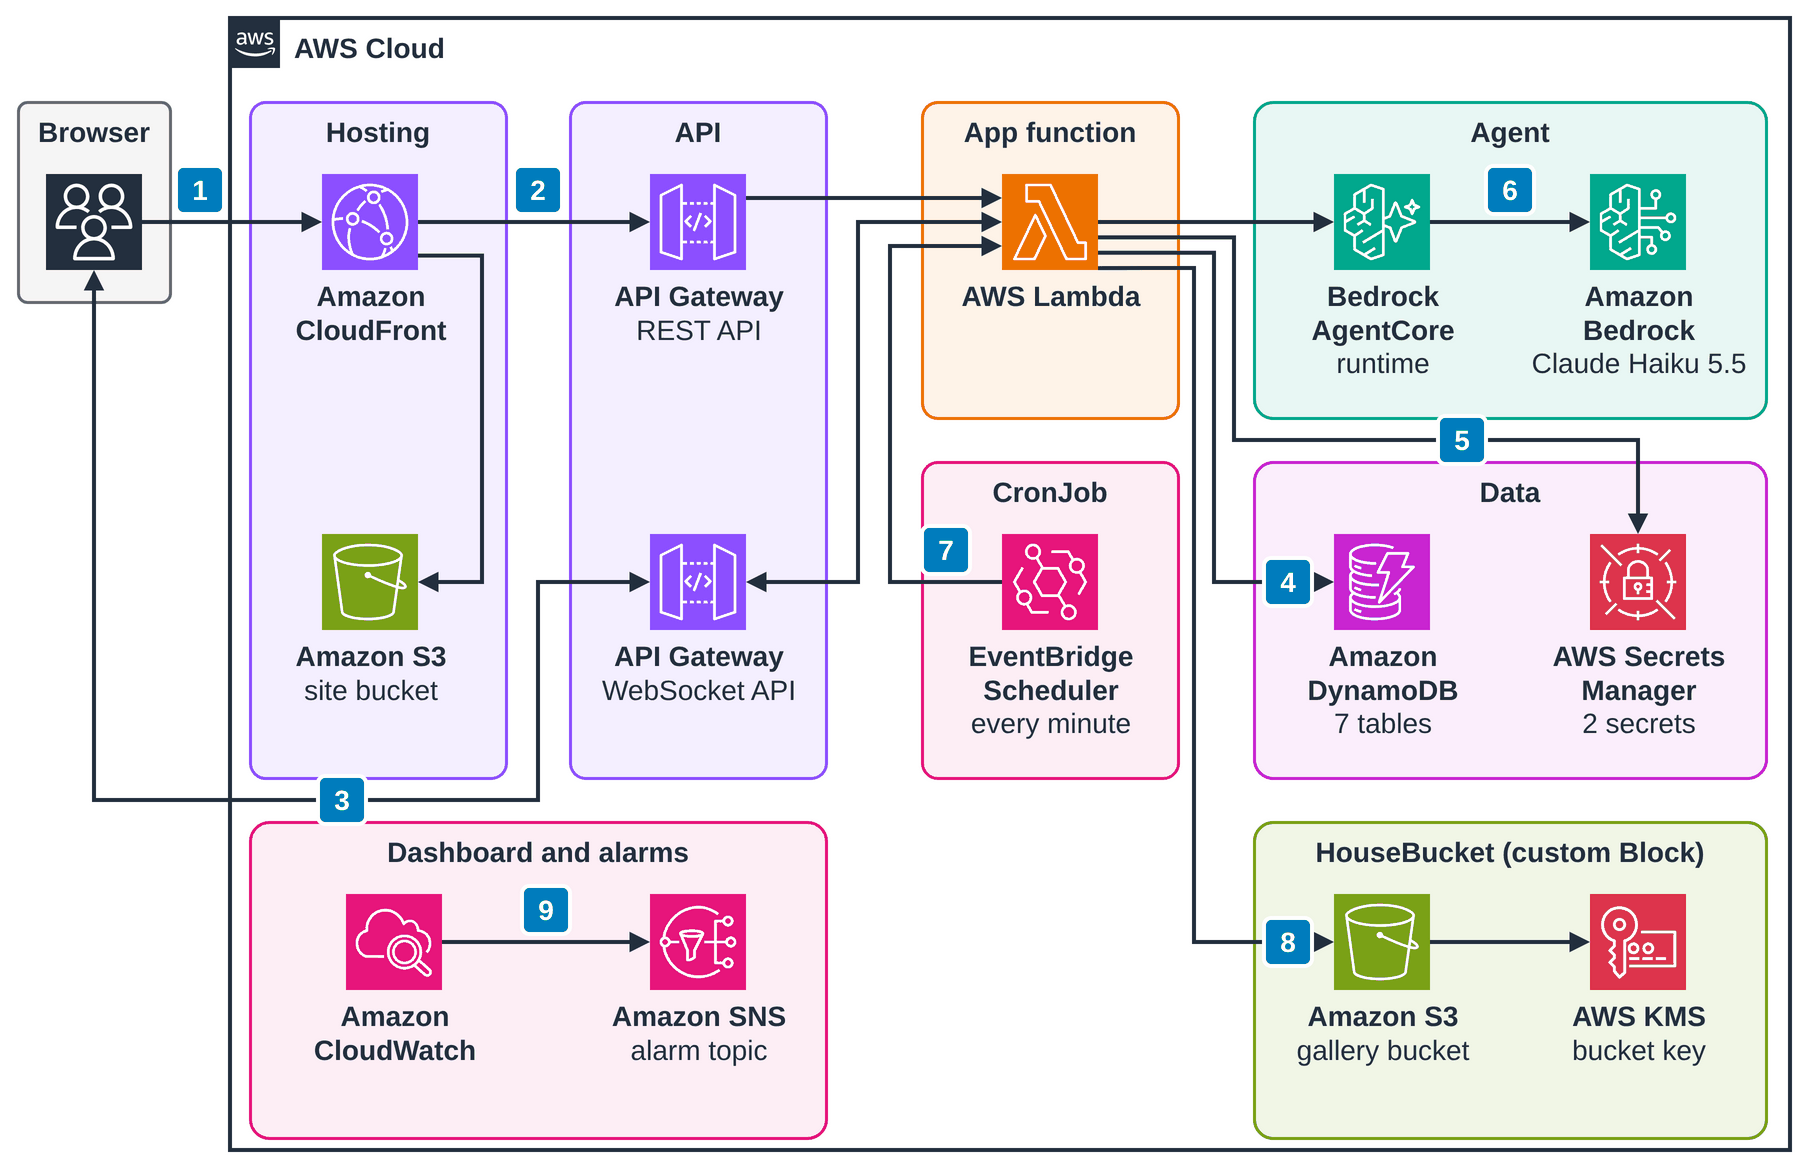 aws
AWS Cloud
Browser
1
Hosting
Amazon
CloudFront
Amazon S3
site bucket
2
API
API Gateway
REST API
API Gateway
WebSocket API
3
App function
AWS Lambda
CronJob
7
EventBridge
Scheduler
every minute
Agent
Bedrock
AgentCore
runtime
6
Amazon
Bedrock
Claude Haiku 5.5
5
Data
4
Amazon
DynamoDB
7 tables
AWS Secrets
Manager
2 secrets
Dashboard and alarms
Amazon
CloudWatch
9
Amazon SNS
alarm topic
HouseBucket (custom Block)
8
Amazon S3
gallery bucket
AWS KMS
bucket key